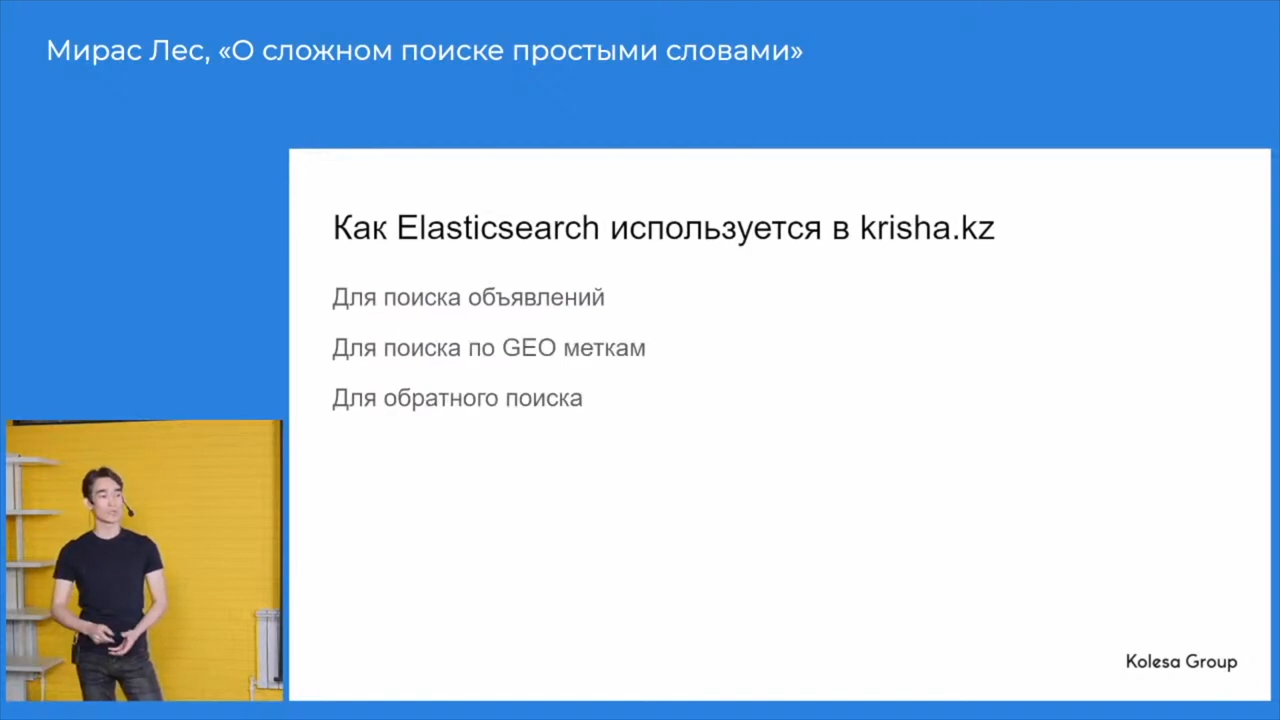 Мирас Лес, «О сложном поиске простыми словами»
Как Elasticsearch используется в krisha.kz
Для поиска объявлений
Для поиска по GEO меткам
Для обратного поиска
Kolesa Group